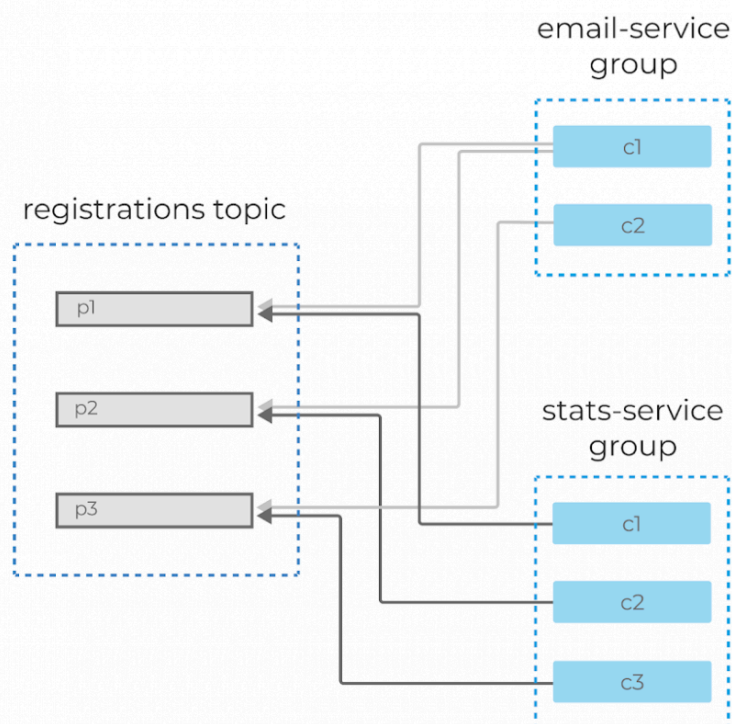 email-service
group
c1
c2
registrations topic
p1
p2
p3
stats-service
group
c1
c2
c3